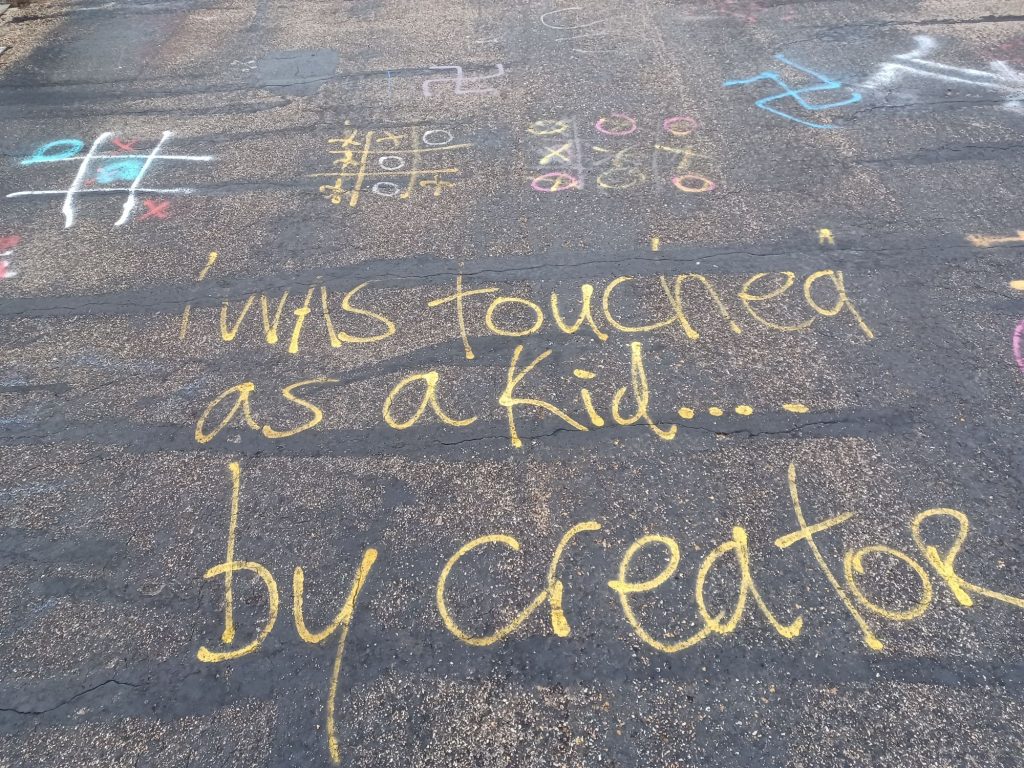 i wAS touched
as a kid....
by creator